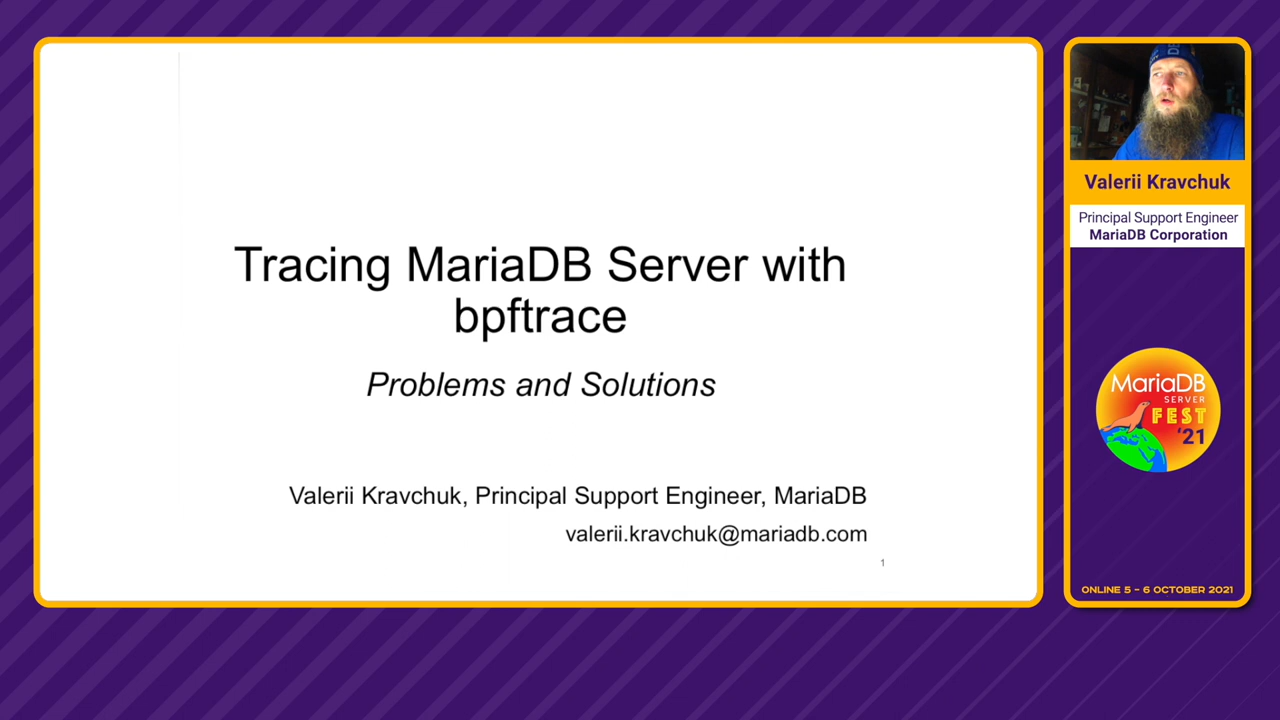 Tracing MariaDB Server with
bpftrace
Problems and Solutions
Valerii Kravchuk, Principal Support Engineer, MariaDB
valerii.kravchuk@mariadb.com
1
Valerii Kravchuk
Principal Support Engineer
MariaDB Corporation
MariaDB
SERVER
FEST
'21
ONLINE 5 – 6 OCTOBER 2021